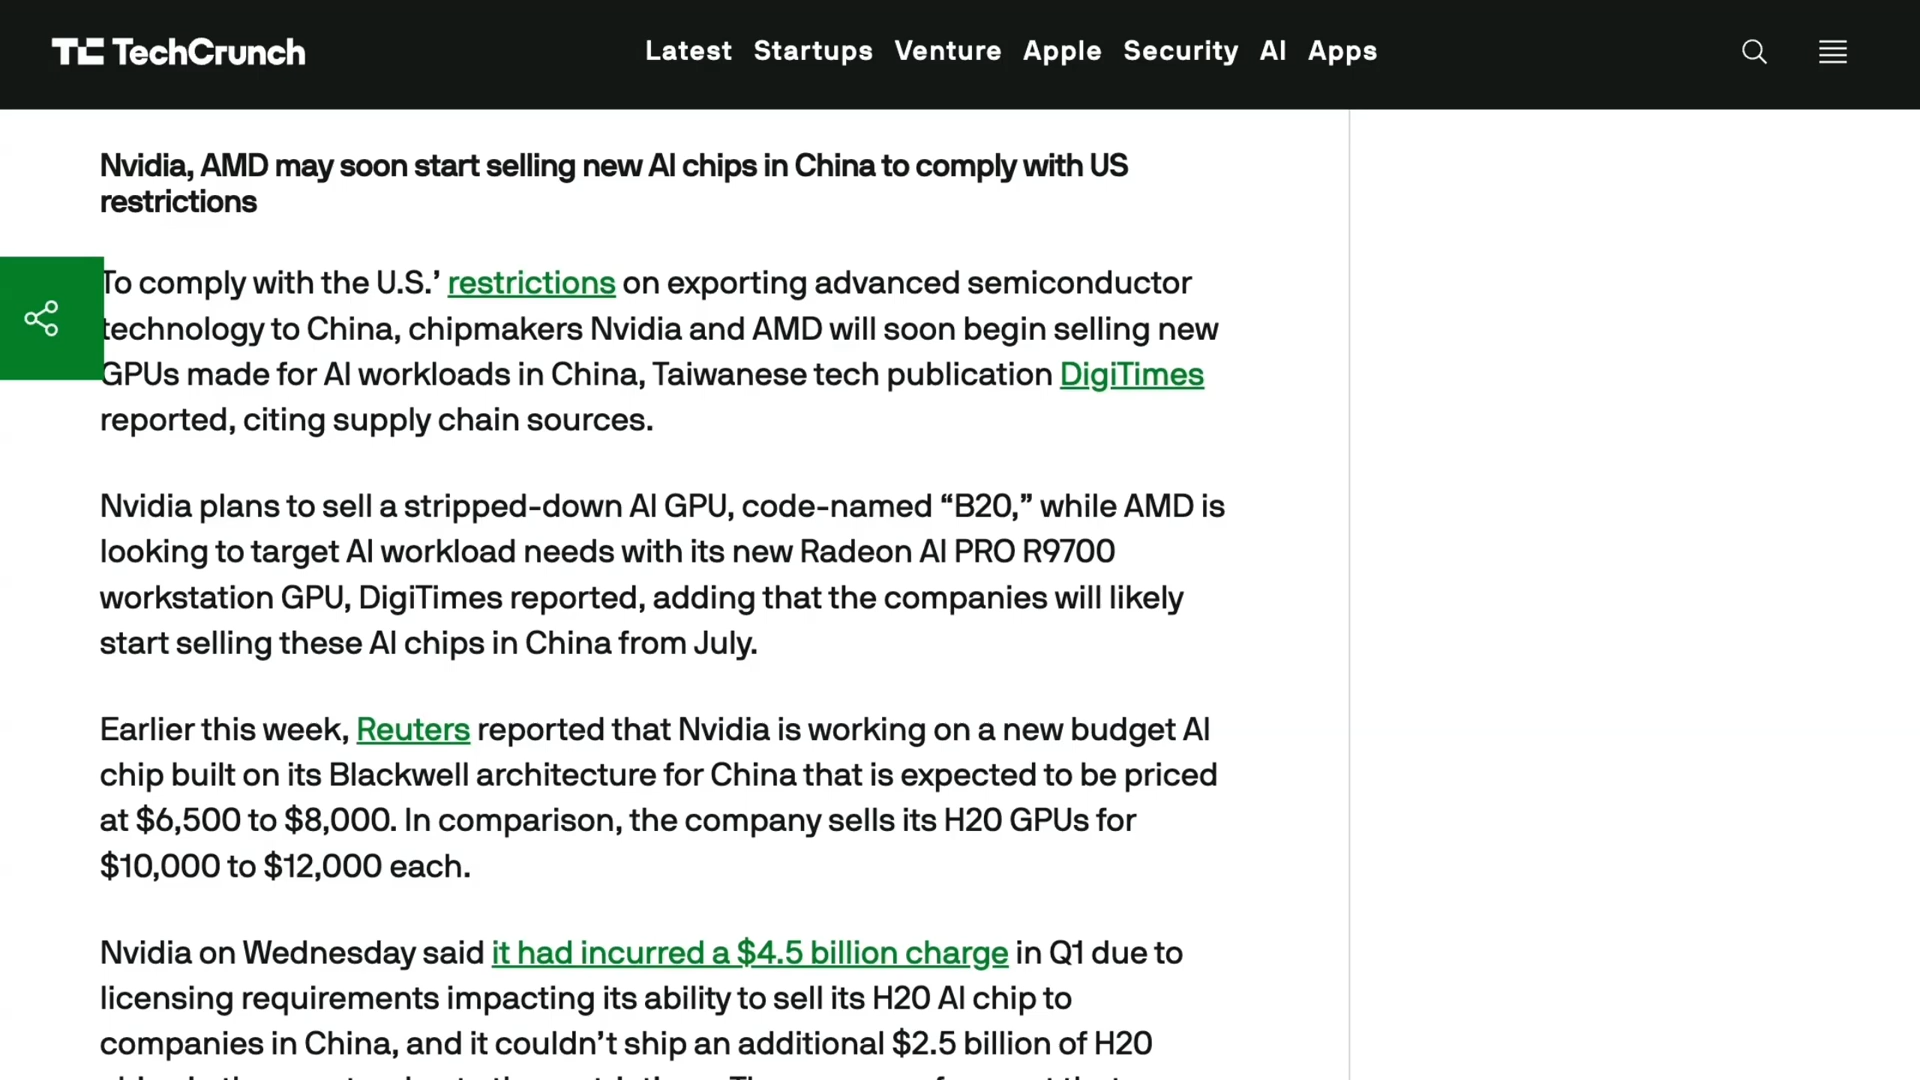 TechCrunch
Latest Startups Venture Apple Security AI Apps
Nvidia, AMD may soon start selling new AI chips in China to comply with US
restrictions
To comply with the U.S.’ restrictions on exporting advanced semiconductor
technology to China, chipmakers Nvidia and AMD will soon begin selling new
GPUs made for AI workloads in China, Taiwanese tech publication DigiTimes
reported, citing supply chain sources.
Nvidia plans to sell a stripped-down AI GPU, code-named “B20,” while AMD is
looking to target AI workload needs with its new Radeon AI PRO R9700
workstation GPU, DigiTimes reported, adding that the companies will likely
start selling these AI chips in China from July.
Earlier this week, Reuters reported that Nvidia is working on a new budget AI
chip built on its Blackwell architecture for China that is expected to be priced
at $6,500 to $8,000. In comparison, the company sells its H20 GPUs for
$10,000 to $12,000 each.
Nvidia on Wednesday said it had incurred a $4.5 billion charge in Q1 due to
licensing requirements impacting its ability to sell its H20 AI chip to
companies in China, and it couldn’t ship an additional $2.5 billion of H20